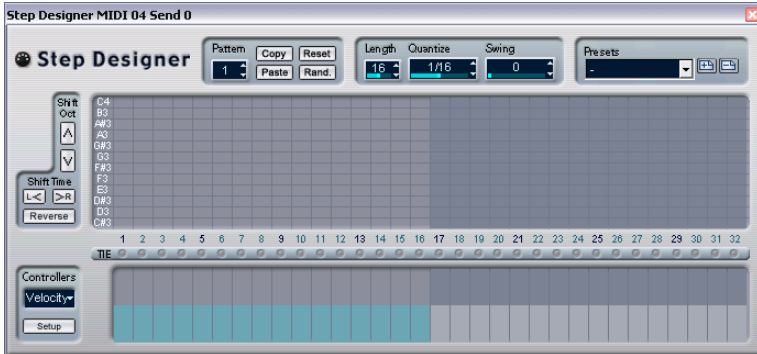 Step Designer MIDI 04 Send 0
Step Designer
Pattern
1
Copy Reset
Paste Rand.
Length Quantize Swing
16 1/16 0
Presets
-
Shift
Oct
C4
B3
A#3
A3
G#3
G3
F#3
F3
E3
D#3
D3
C#3
Shift Time
L< >R
Reverse
1 2 3 4 5 6 7 8 9 10 11 12 13 14 15 16 17 18 19 20 21 22 23 24 25 26 27 28 29 30 31 32
TIE
Controllers
Velocity
Setup